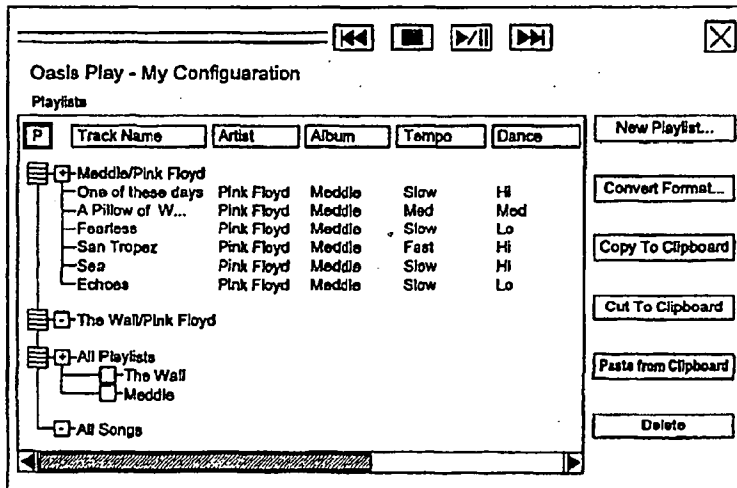 Oasis Play - My Configuaration
Playlists
P Track Name Artist Album Tempo Dance
Meddle/Pink Floyd
One of these days Pink Floyd Meddle Slow Hi
A Pillow of W... Pink Floyd Meddle Med Med
Fearless Pink Floyd Meddle Slow Lo
San Tropez Pink Floyd Meddle Fast Hi
Sea Pink Floyd Meddle Slow Hi
Echoes Pink Floyd Meddle Slow Lo
The Wall/Pink Floyd
All Playlists
The Wall
Meddle
All Songs
New Playlist...
Convert Format...
Copy To Clipboard
Cut To Clipboard
Paste from Clipboard
Delete